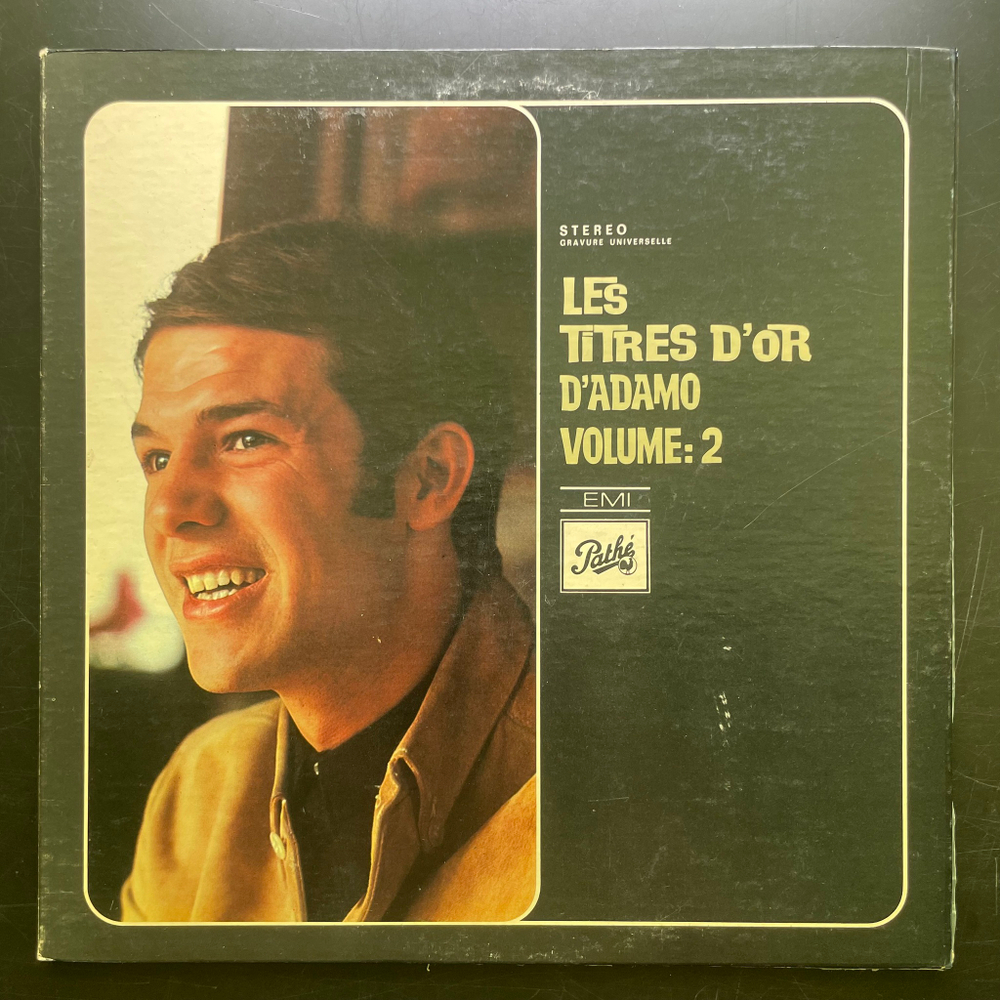 STEREO
GRAVURE UNIVERSELLE
LES
TITRES D'OR
D'ADAMO
VOLUME: 2
EMI
Pathé